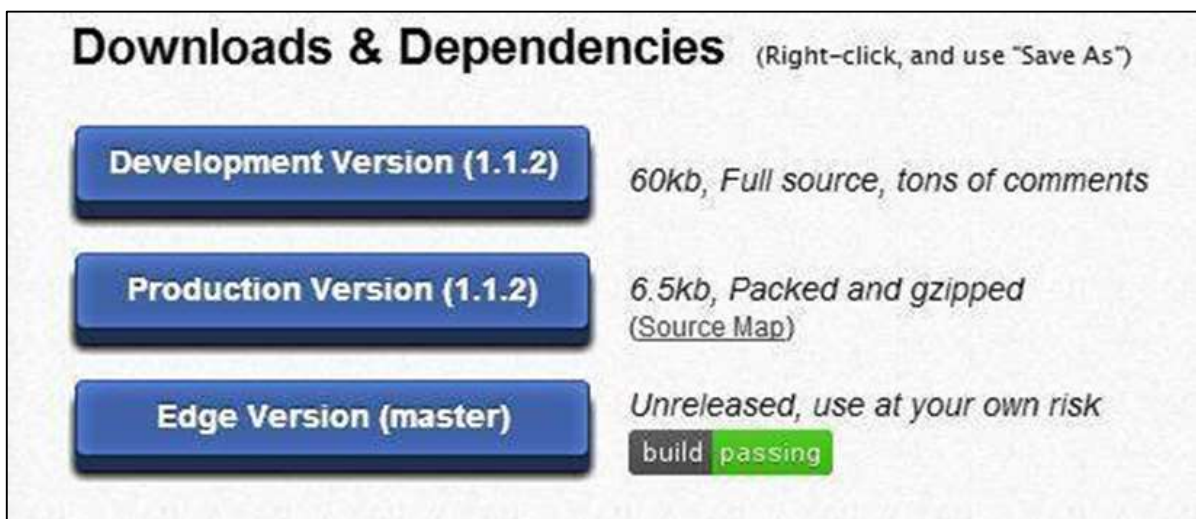 Downloads & Dependencies (Right-click, and use "Save As")
Development Version (1.1.2) 60kb, Full source, tons of comments
Production Version (1.1.2) 6.5kb, Packed and gzipped
(Source Map)
Edge Version (master) Unreleased, use at your own risk
build passing